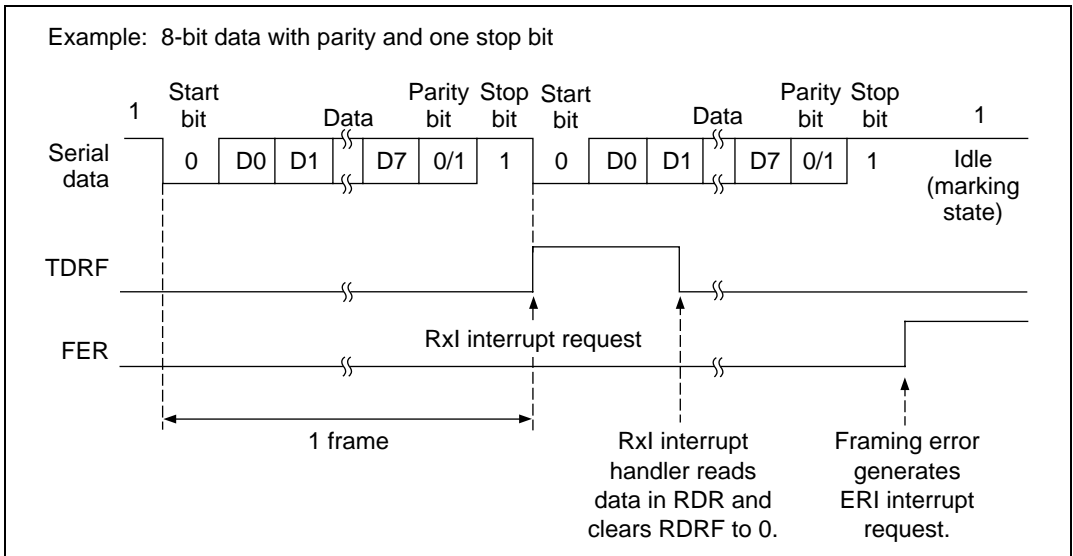 Example: 8-bit data with parity and one stop bit
1
Start bit
Data
Parity bit
Stop bit
Start bit
Data
Parity bit
Stop bit
1
Serial data
0 D0 D1 D7 0/1 1 0 D0 D1 D7 0/1 1
Idle (marking state)
TDRF
RxI interrupt request
FER
1 frame
RxI interrupt
handler reads
data in RDR and
clears RDRF to 0.
Framing error
generates
ERI interrupt
request.